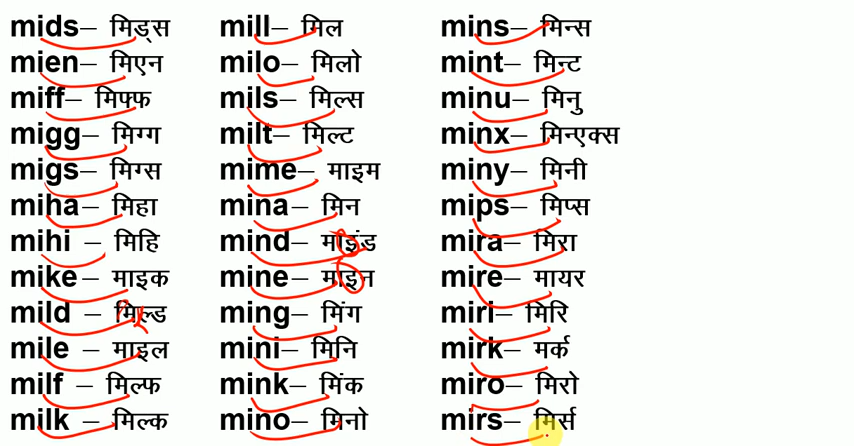 mids– मिड्स
mien– मिएन
miff– मिफ्फ
migg– मिग्ग
migs– मिग्स
miha– मिहा
mihi – मिहि
mike– माइक
mild – मिल्ड
mile – माइल
milf – मिल्फ
milk – मिल्क
mill– मिल
milo– मिलो
mils– मिल्स
milt– मिल्ट
mime– माइम
mina– मिन
mind– माइंड
mine– माइन
ming– मिंग
mini– मिनि
mink– मिंक
mino– मिनो
mins– मिन्स
mint– मिन्ट
minu– मिनु
minx– मिन्एक्स
miny– मिनी
mips– मिप्स
mira– मिरा
mire– मायर
miri– मिरि
mirk– मर्क
miro– मिरो
mirs– मिर्स